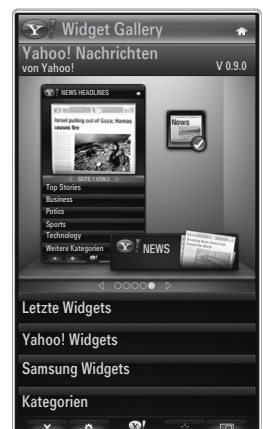 Y! Widget Gallery
Yahoo! Nachrichten
von Yahoo!
V 0.9.0
Y! NEWS HEADLINES
Israel pulling out of Gaza; Hamas
ceases fire
SEITE 1 VON 2
Top Stories
Business
Potics
Sports
Technology
Weitere Kategorien
News
Y! NEWS
Letzte Widgets
Yahoo! Widgets
Samsung Widgets
Kategorien
Y!